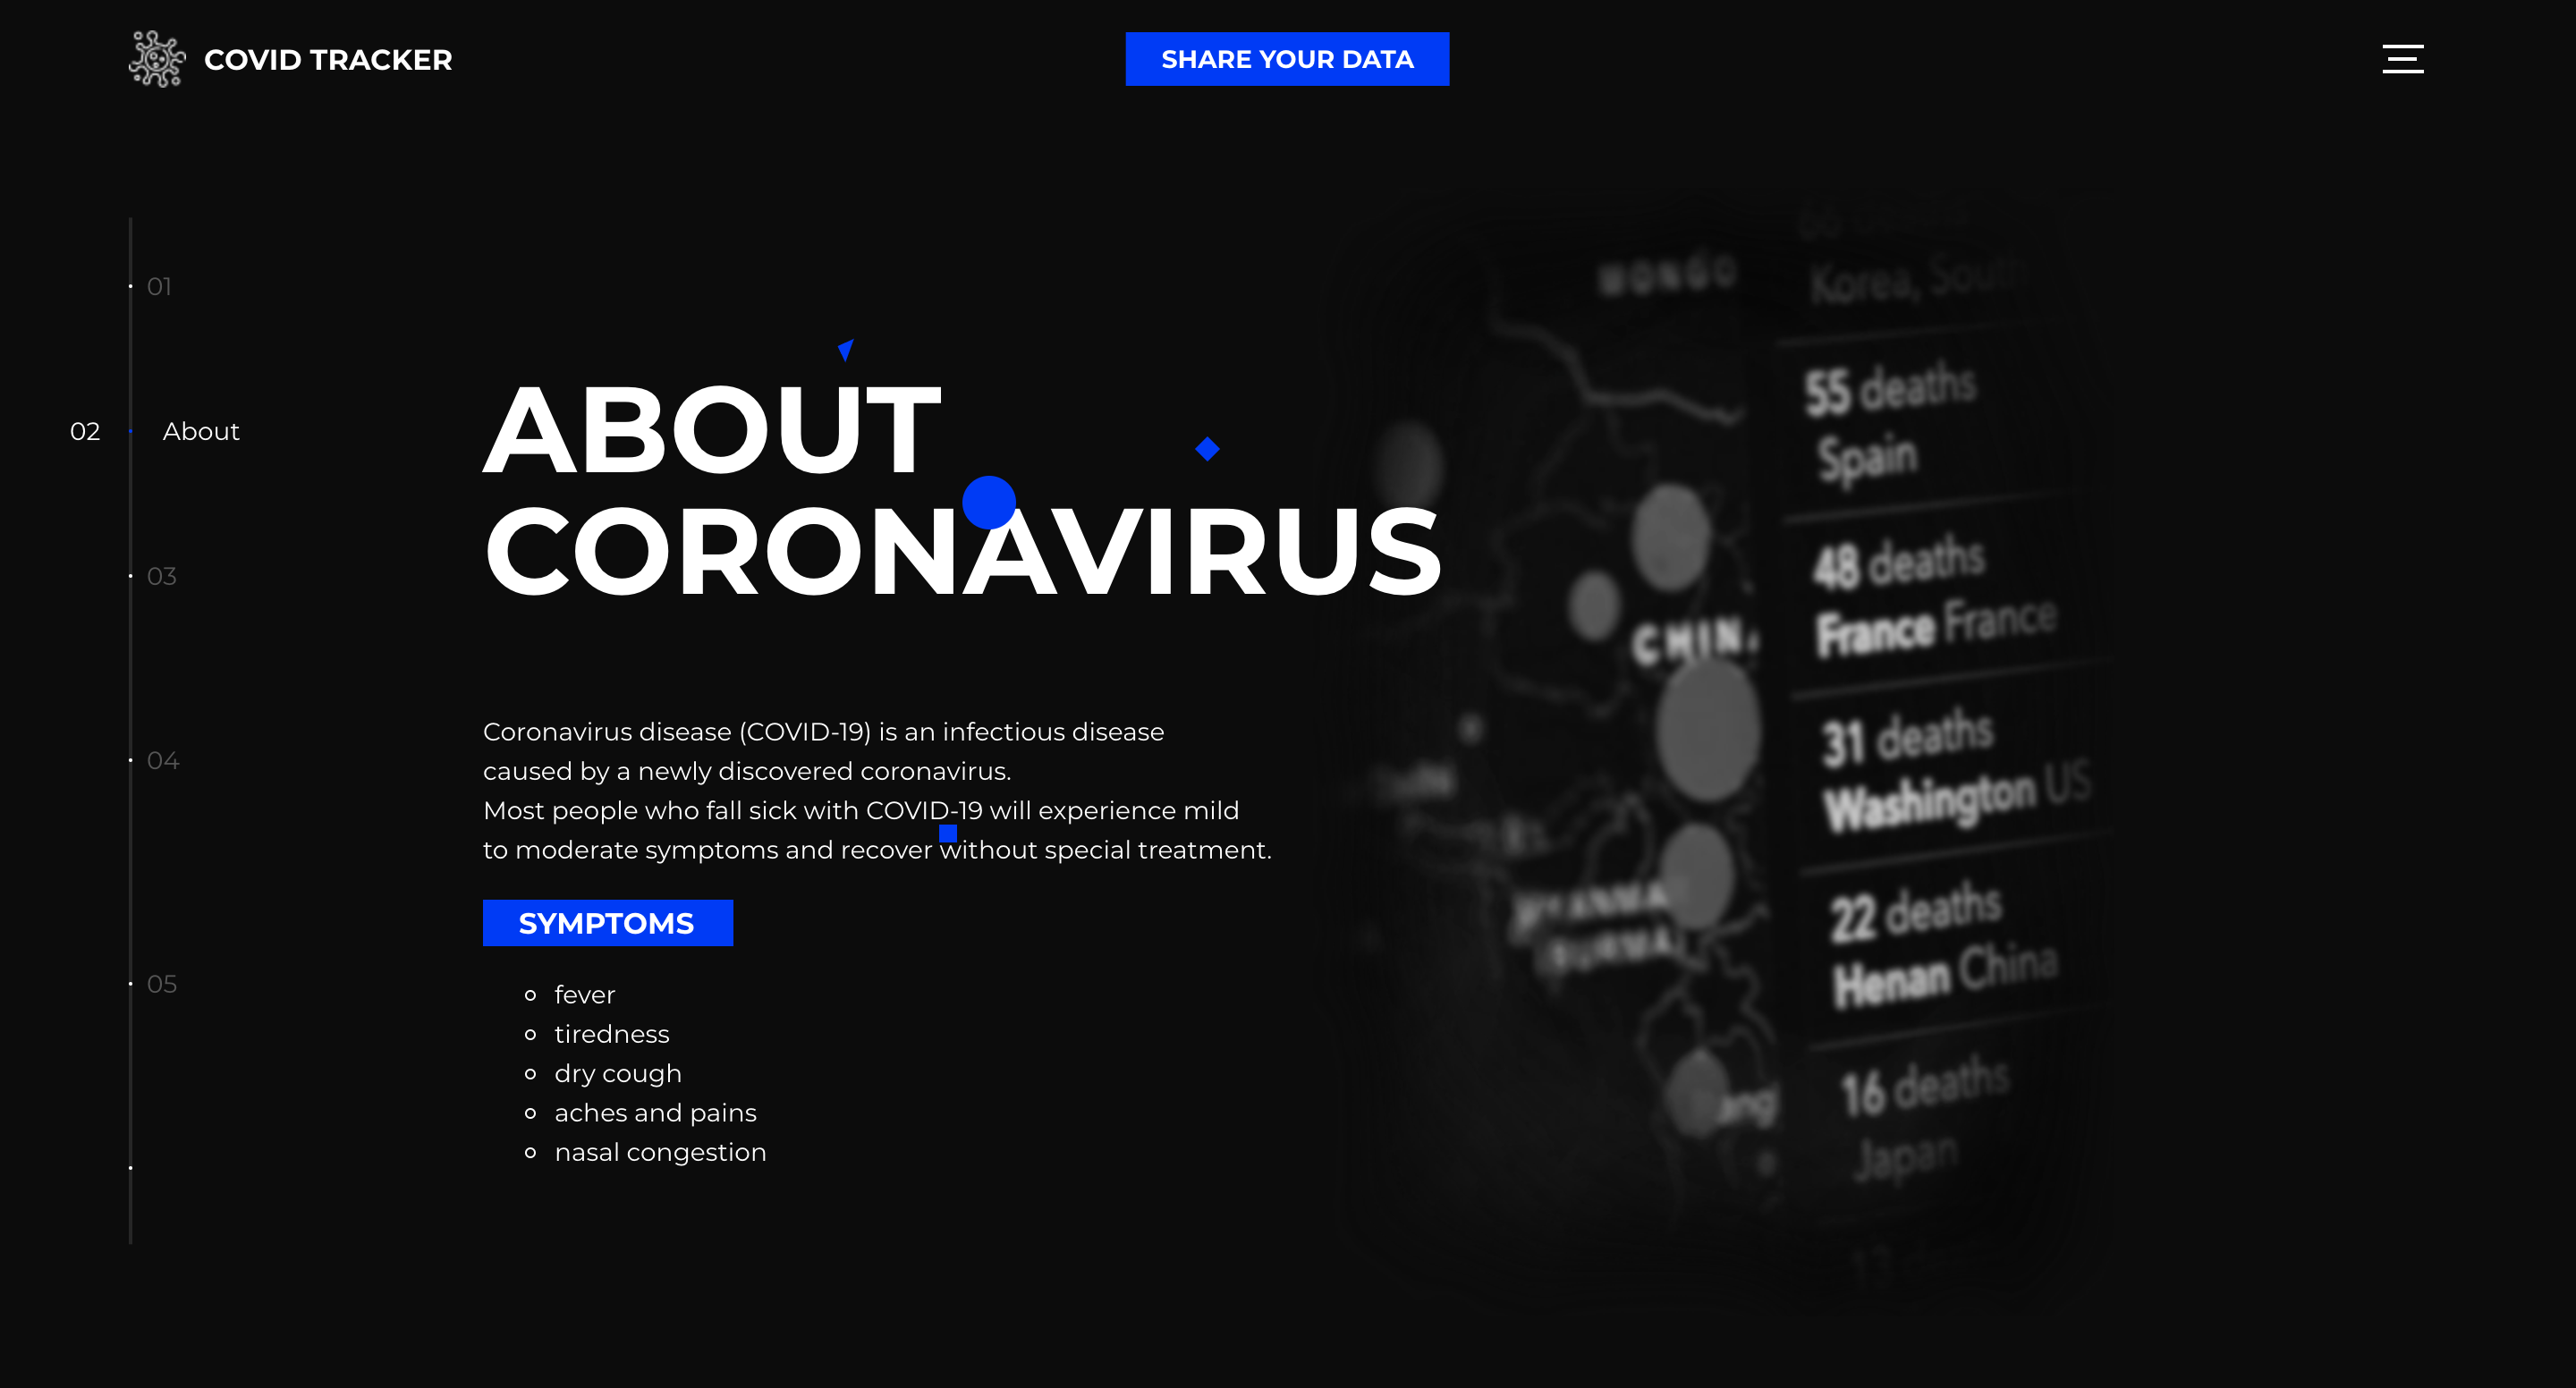 COVID TRACKER
SHARE YOUR DATA
01
02 About
03
04
05
ABOUT
CORONAVIRUS
Coronavirus disease (COVID-19) is an infectious disease
caused by a newly discovered coronavirus.
Most people who fall sick with COVID-19 will experience mild
to moderate symptoms and recover without special treatment.
SYMPTOMS
fever
tiredness
dry cough
aches and pains
nasal congestion
MONGO
CHINA
BURMA
Korea, South
55 deaths
Spain
48 deaths
France France
31 deaths
Washington US
22 deaths
Henan China
16 deaths
Japan
13